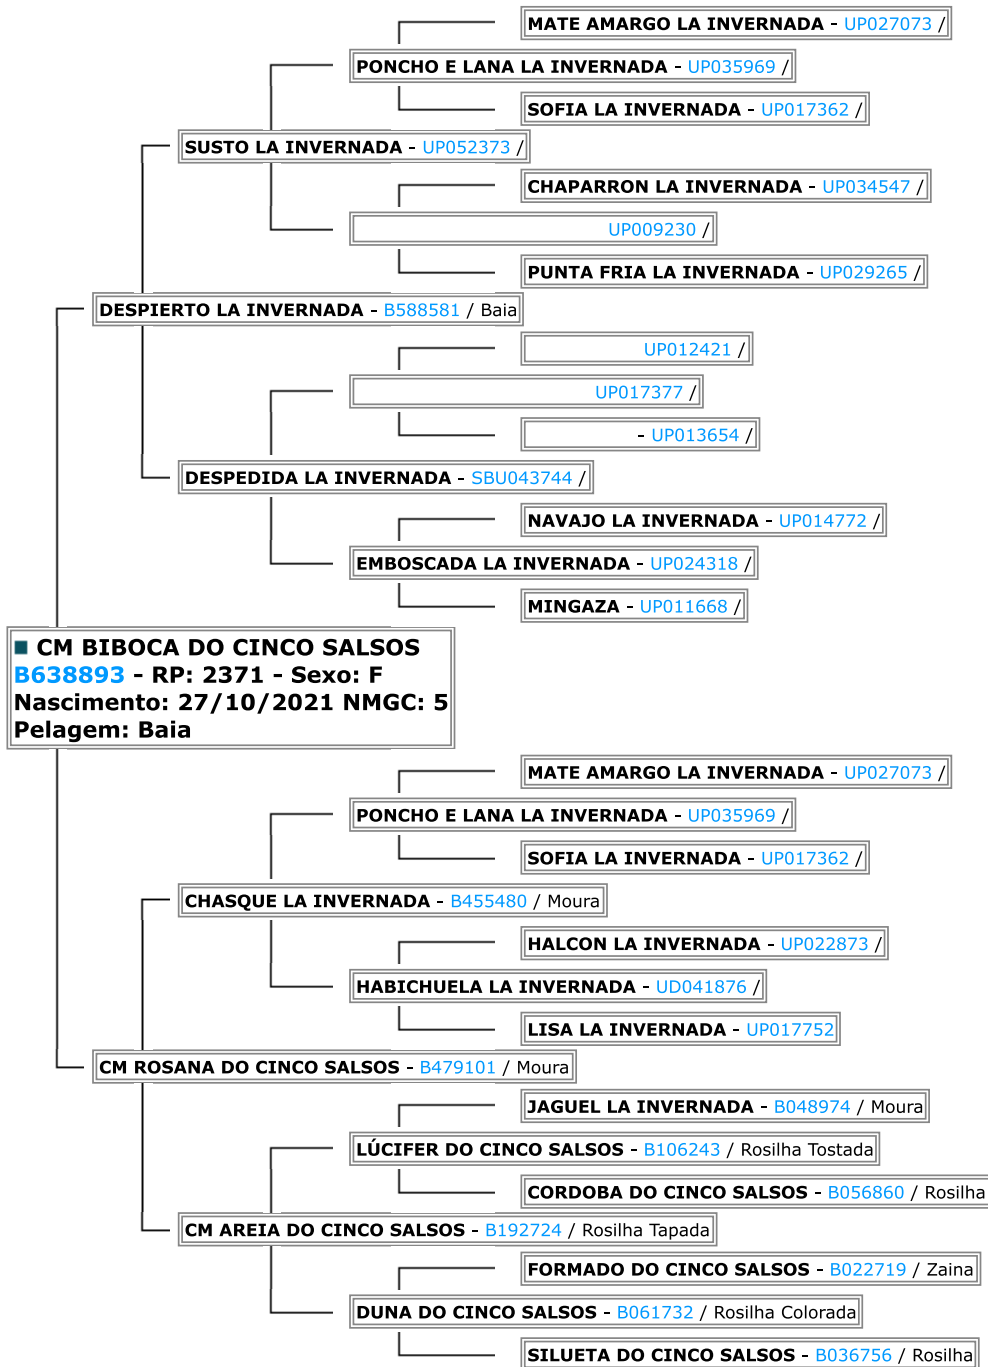 MATE AMARGO LA INVERNADA - UP027073 /
PONCHO E LANA LA INVERNADA - UP035969 /
SOFIA LA INVERNADA - UP017362 /
SUSTO LA INVERNADA - UP052373 /
CHAPARRON LA INVERNADA - UP034547 /
UP009230 /
PUNTA FRIA LA INVERNADA - UP029265 /
DESPIERTO LA INVERNADA - B588581 / Baia
UP012421 /
UP017377 /
- UP013654 /
DESPEDIDA LA INVERNADA - SBU043744 /
NAVAJO LA INVERNADA - UP014772 /
EMBOSCADA LA INVERNADA - UP024318 /
MINGAZA - UP011668 /
CM BIBOCA DO CINCO SALSOS
B638893 - RP: 2371 - Sexo: F
Nascimento: 27/10/2021 NMGC: 5
Pelagem: Baia
MATE AMARGO LA INVERNADA - UP027073 /
PONCHO E LANA LA INVERNADA - UP035969 /
SOFIA LA INVERNADA - UP017362 /
CHASQUE LA INVERNADA - B455480 / Moura
HALCON LA INVERNADA - UP022873 /
HABICHUELA LA INVERNADA - UD041876 /
LISA LA INVERNADA - UP017752
CM ROSANA DO CINCO SALSOS - B479101 / Moura
JAGUEL LA INVERNADA - B048974 / Moura
LÚCIFER DO CINCO SALSOS - B106243 / Rosilha Tostada
CORDOBA DO CINCO SALSOS - B056860 / Rosilha
CM AREIA DO CINCO SALSOS - B192724 / Rosilha Tapada
FORMADO DO CINCO SALSOS - B022719 / Zaina
DUNA DO CINCO SALSOS - B061732 / Rosilha Colorada
SILUETA DO CINCO SALSOS - B036756 / Rosilha